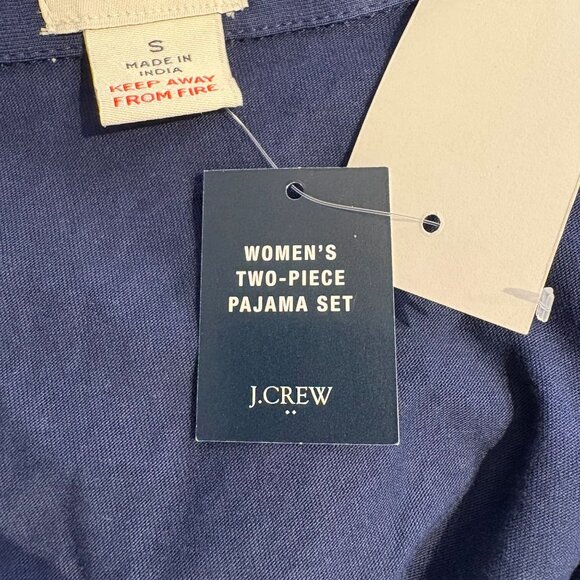 S
MADE IN
INDIA
KEEP AWAY
FROM FIRE
WOMEN'S
TWO-PIECE
PAJAMA SET
J.CREW